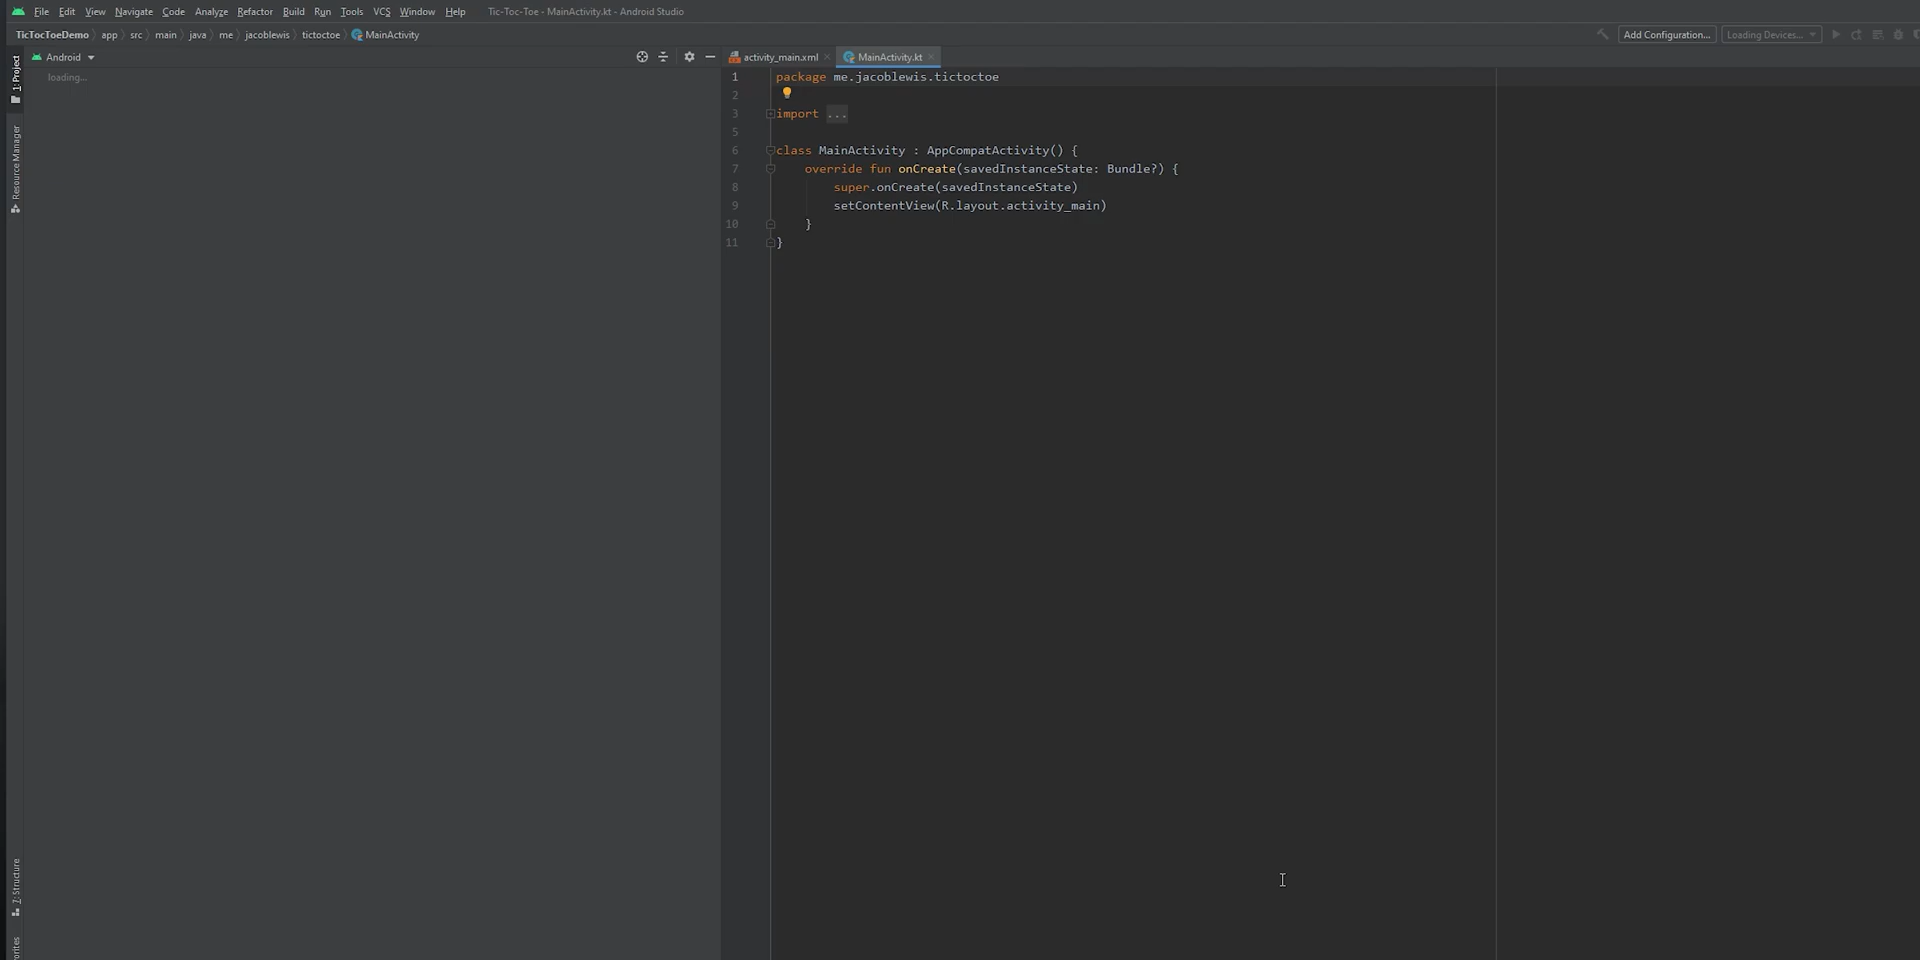 File Edit View Navigate Code Analyze Refactor Build Run Tools VCS Window Help Tic-Toc-Toe - MainActivity.kt - Android Studio
TicTocToeDemo app src main java me jacoblewis tictoctoe MainActivity Add Configuration... Loading Devices...
Android activity_main.xml MainActivity.kt
loading...
1: Project
Resource Manager
7: Structure
1 package me.jacoblewis.tictoctoe
2
3 import ...
5
6 class MainActivity : AppCompatActivity() {
7 override fun onCreate(savedInstanceState: Bundle?) {
8 super.onCreate(savedInstanceState)
9 setContentView(R.layout.activity_main)
10 }
11 }